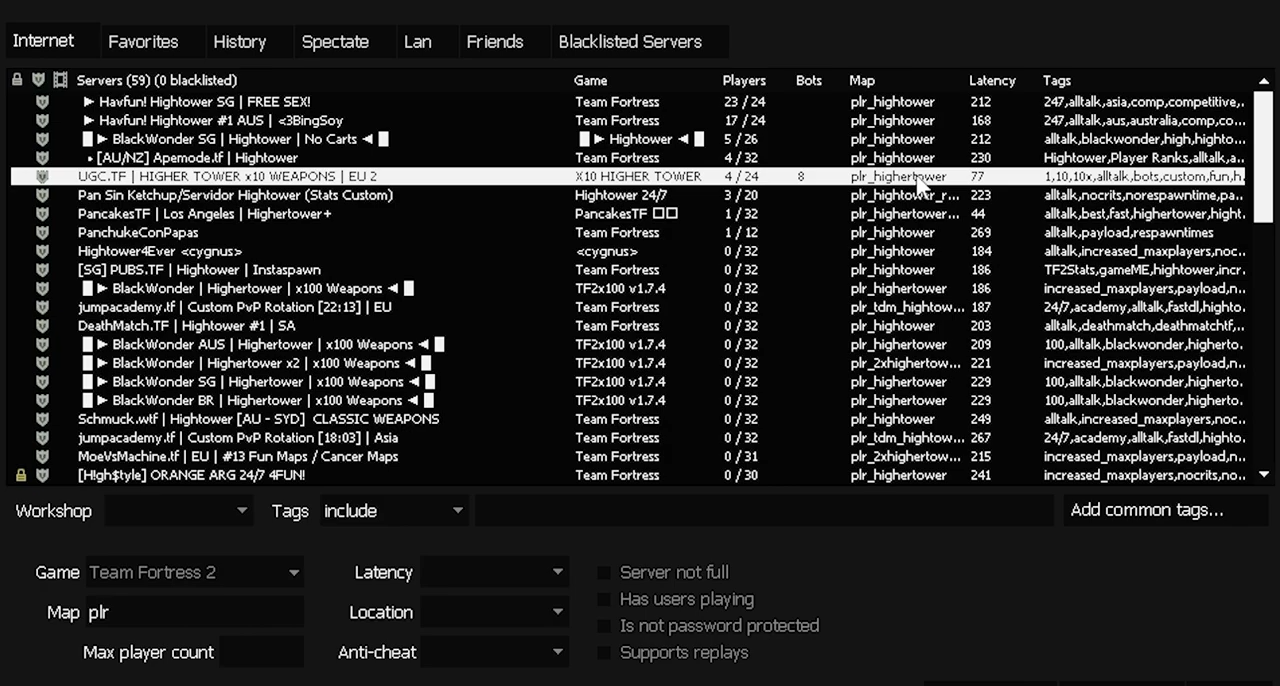 Internet Favorites History Spectate Lan Friends Blacklisted Servers
Servers (59) (0 blacklisted) Game Players Bots Map Latency Tags
► Havfun! Hightower SG | FREE SEX! Team Fortress 23 / 24 plr_hightower 212 247,alltalk,asia,comp,competitive,..
► Havfun! Hightower #1 AUS | <3BingSoy Team Fortress 17 / 24 plr_hightower 168 247,alltalk,aus,australia,comp,co...
█ ► BlackWonder SG | Hightower | No Carts ◄ █ █ ► Hightower ◄ █ 5 / 26 plr_hightower 212 alltalk,blackwonder,high,highto...
• [AU/NZ] Apemode.tf | Hightower Team Fortress 4 / 32 plr_hightower 230 Hightower,Player Ranks,alltalk,a...
UGC.TF | HIGHER TOWER x10 WEAPONS | EU 2 X10 HIGHER TOWER 4 / 24 8 plr_highertower 77 1,10,10x,alltalk,bots,custom,fun,h..
Pan Sin Ketchup/Servidor Hightower (Stats Custom) Hightower 24/7 3 / 20 plr_hightower_r... 223 alltalk,nocrits,norespawntime,pa...
PancakesTF | Los Angeles | Highertower+ PancakesTF □□ 1 / 32 plr_highertower... 44 alltalk,best,fast,highertower,hight...
PanchukeConPapas Team Fortress 1 / 12 plr_hightower 269 alltalk,payload,respawntimes
Hightower4Ever <cygnus> <cygnus> 0 / 32 plr_hightower 184 alltalk,increased_maxplayers,noc...
[SG] PUBS.TF | Hightower | Instaspawn Team Fortress 0 / 32 plr_hightower 186 TF2Stats,gameME,hightower,incr...
█ ► BlackWonder | Highertower | x100 Weapons ◄ █ TF2x100 v1.7.4 0 / 32 plr_highertower 186 increased_maxplayers,payload,n...
jumpacademy.tf | Custom PvP Rotation [22:13] | EU Team Fortress 0 / 32 plr_tdm_hightow... 187 24/7,academy,alltalk,fastdl,highto...
DeathMatch.TF | Hightower #1 | SA Team Fortress 0 / 32 plr_hightower 203 alltalk,deathmatch,deathmatchtf,..
█ ► BlackWonder AUS | Highertower | x100 Weapons ◄ █ TF2x100 v1.7.4 0 / 32 plr_highertower 209 100,alltalk,blackwonder,higherto..
█ ► BlackWonder | Highertower x2 | x100 Weapons ◄ █ TF2x100 v1.7.4 0 / 32 plr_2xhighertow... 221 increased_maxplayers,payload,n...
█ ► BlackWonder SG | Highertower | x100 Weapons ◄ █ TF2x100 v1.7.4 0 / 32 plr_highertower 229 100,alltalk,blackwonder,higherto..
█ ► BlackWonder BR | Highertower | x100 Weapons ◄ █ TF2x100 v1.7.4 0 / 32 plr_highertower 229 100,alltalk,blackwonder,higherto..
Schmuck.wtf | Hightower [AU - SYD] CLASSIC WEAPONS Team Fortress 0 / 32 plr_hightower 249 alltalk,increased_maxplayers,noc...
jumpacademy.tf | Custom PvP Rotation [18:03] | Asia Team Fortress 0 / 32 plr_tdm_hightow... 267 24/7,academy,alltalk,fastdl,highto...
MoeVsMachine.tf | EU | #13 Fun Maps / Cancer Maps Team Fortress 0 / 31 plr_2xhightower... 215 increased_maxplayers,payload,n...
[H!gh$tyle] ORANGE ARG 24/7 4FUN! Team Fortress 0 / 30 plr_hightower 241 increased_maxplayers,nocrits,no...
Workshop Tags include Add common tags...
Game Team Fortress 2 Latency Server not full
Map plr Location Has users playing
Is not password protected
Max player count Anti-cheat Supports replays